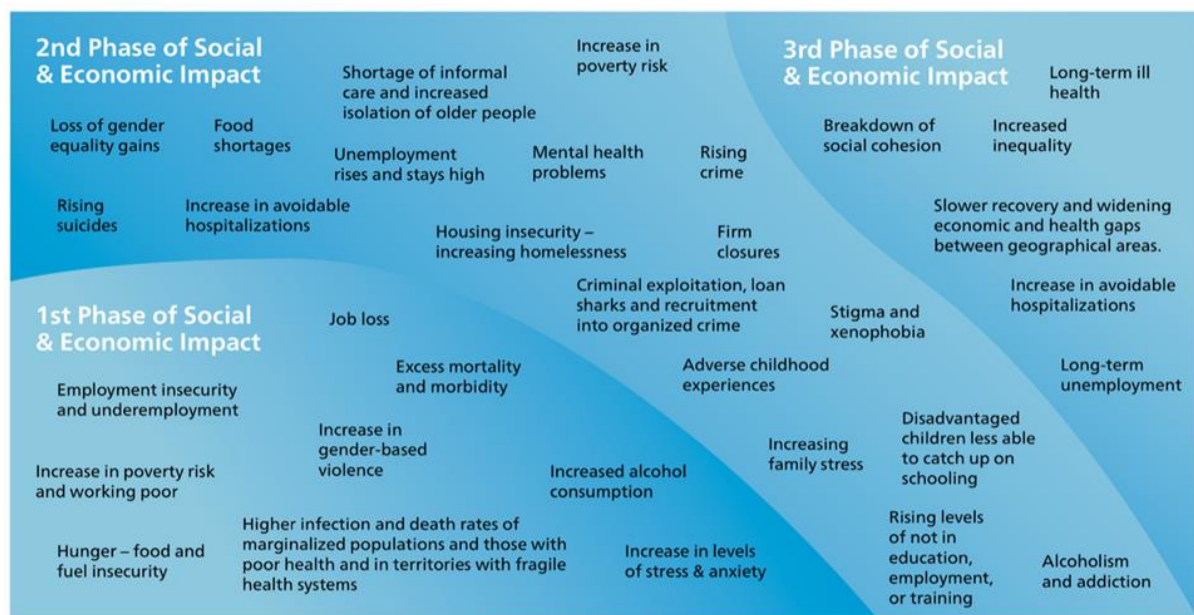 2nd Phase of Social
& Economic Impact
Increase in
poverty risk
Shortage of informal
care and increased
isolation of older people
Loss of gender
equality gains
Food
shortages
Unemployment
rises and stays high
Mental health
problems
Rising
crime
Rising
suicides
Increase in avoidable
hospitalizations
Housing insecurity –
increasing homelessness
Firm
closures
Criminal exploitation, loan
sharks and recruitment
into organized crime
Stigma and
xenophobia
Adverse childhood
experiences
Increasing
family stress
3rd Phase of Social
& Economic Impact
Long-term ill
health
Breakdown of
social cohesion
Increased
inequality
Slower recovery and widening
economic and health gaps
between geographical areas.
Increase in avoidable
hospitalizations
Long-term
unemployment
Disadvantaged
children less able
to catch up on
schooling
Rising levels
of not in
education,
employment,
or training
Alcoholism
and addiction
1st Phase of Social
& Economic Impact
Job loss
Excess mortality
and morbidity
Employment insecurity
and underemployment
Increase in
gender-based
violence
Increase in poverty risk
and working poor
Increased alcohol
consumption
Hunger – food and
fuel insecurity
Higher infection and death rates of
marginalized populations and those with
poor health and in territories with fragile
health systems
Increase in levels
of stress & anxiety